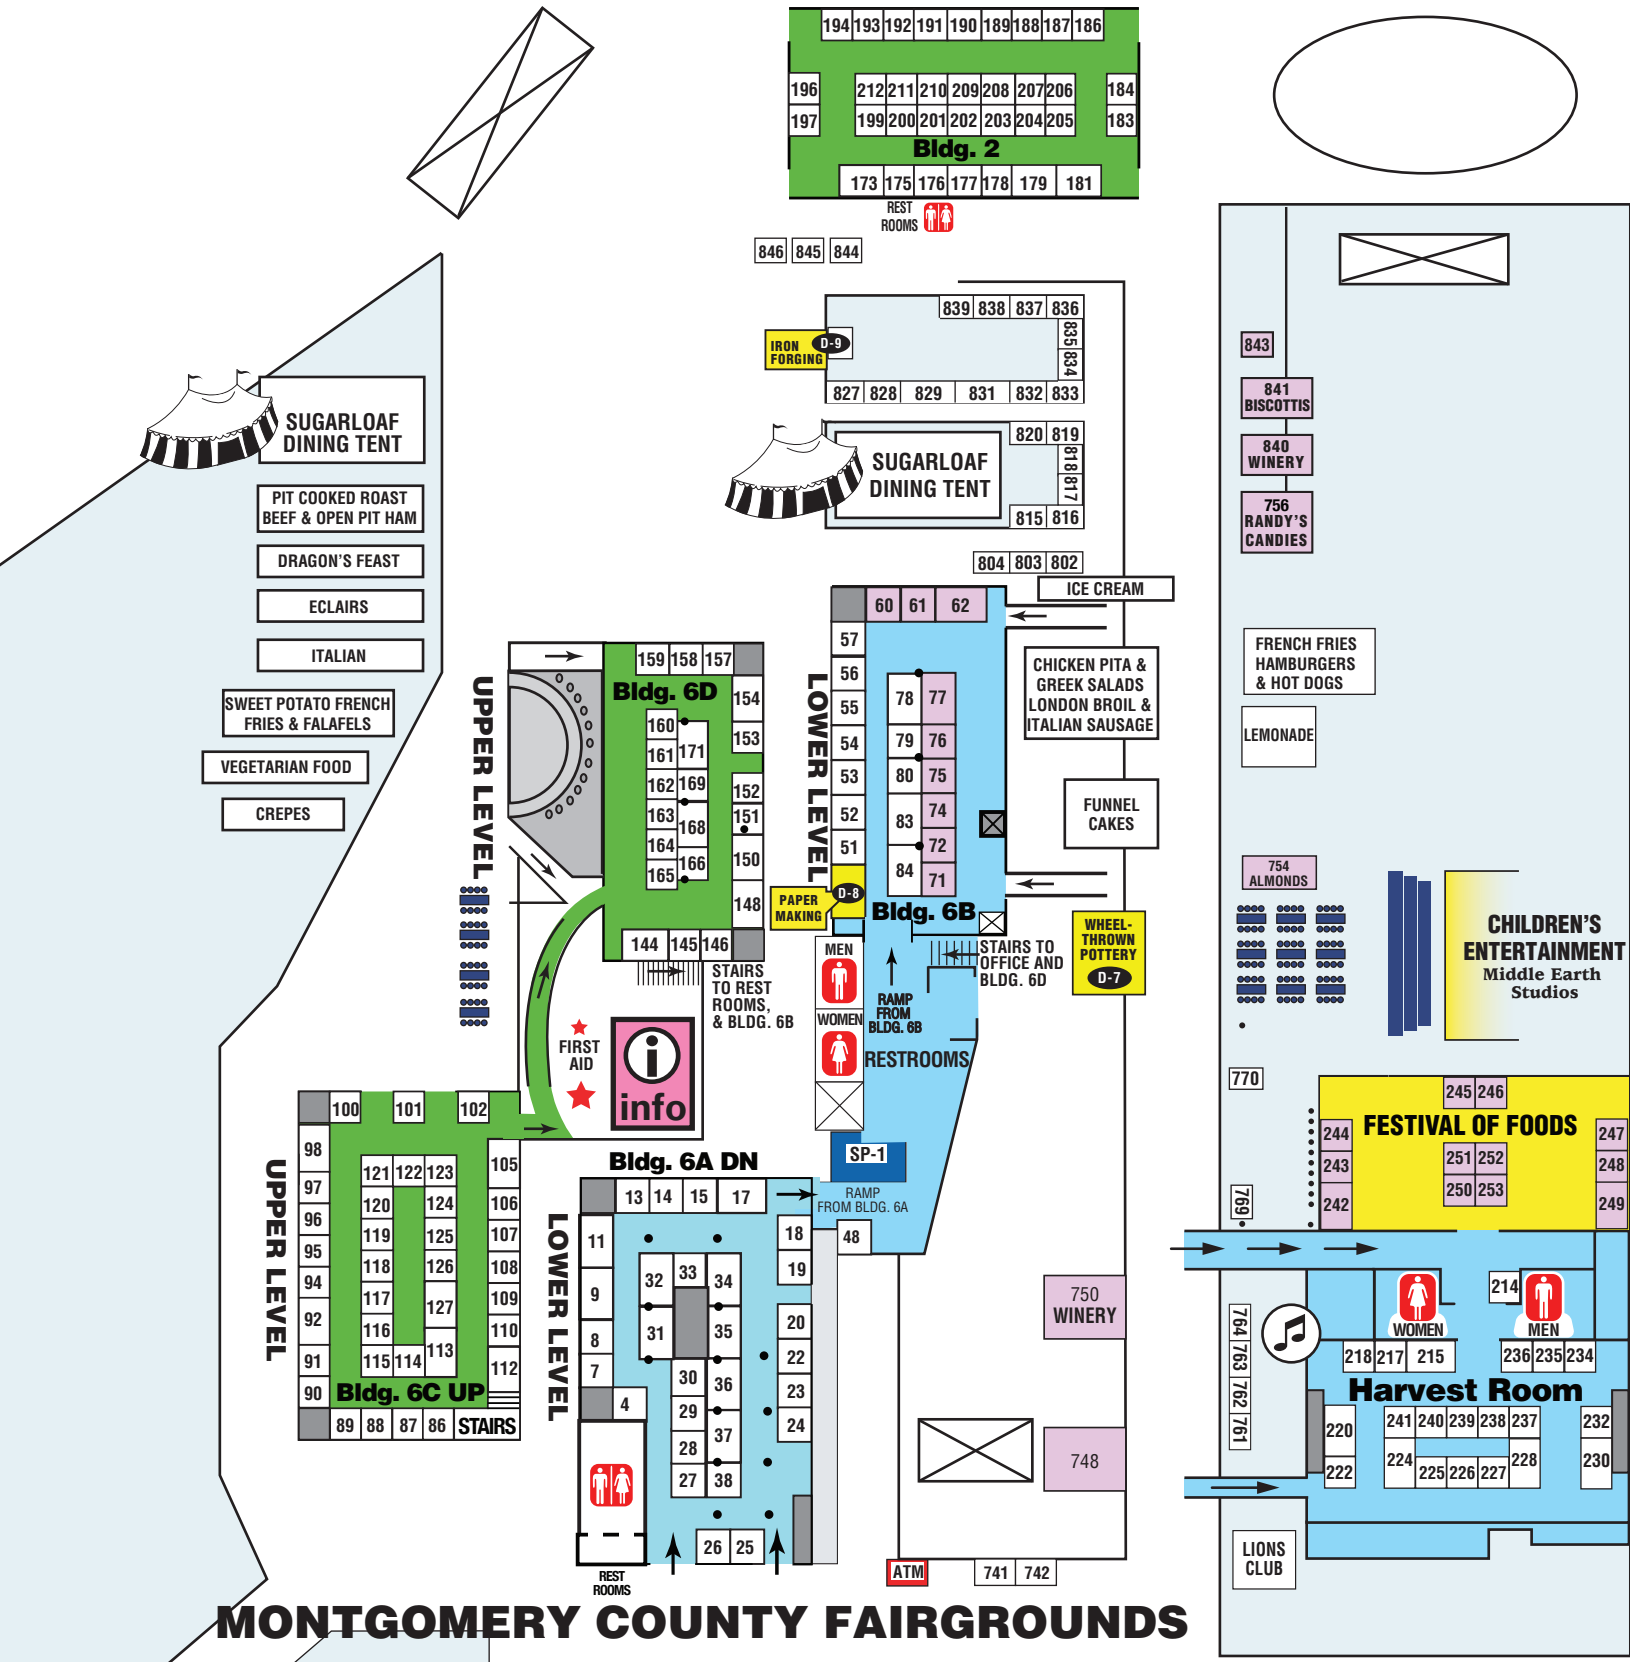 194 193 192 191 190 189 188 187 186
196 212 211 210 209 208 207 206 184
197 199 200 201 202 203 204 205 183
Bldg. 2
173 175 176 177 178 179 181
REST
ROOMS
846 845 844
839 838 837 836
835
834
IRON
FORGING
D-9
827 828 829 831 832 833
843
841
BISCOTTIS
840
WINERY
756
RANDY'S
CANDIES
SUGARLOAF
DINING TENT
PIT COOKED ROAST
BEEF & OPEN PIT HAM
DRAGON'S FEAST
ECLAIRS
ITALIAN
SWEET POTATO FRENCH
FRIES & FALAFELS
VEGETARIAN FOOD
CREPES
SUGARLOAF
DINING TENT
820 819
818
817
815 816
804 803 802
ICE CREAM
CHICKEN PITA &
GREEK SALADS
LONDON BROIL &
ITALIAN SAUSAGE
FUNNEL
CAKES
FRENCH FRIES
HAMBURGERS
& HOT DOGS
LEMONADE
754
ALMONDS
CHILDREN'S
ENTERTAINMENT
Middle Earth
Studios
UPPER LEVEL
159 158 157
Bldg. 6D
154
153
152
151
150
148
160
161
162
163
164
165
171
169
168
166
144 145 146
STAIRS
TO REST
ROOMS,
& BLDG. 6B
LOWER LEVEL
60 61 62
57
56
55
54
53
52
51
78 77
79 76
80 75
83 74
72
84 71
D-8
PAPER
MAKING
Bldg. 6B
WHEEL-
THROWN
POTTERY
D-7
MEN
WOMEN
STAIRS TO
OFFICE AND
BLDG. 6D
RAMP
FROM
BLDG. 6B
RESTROOMS
SP-1
RAMP
FROM BLDG. 6A
48
FIRST
AID
i
info
UPPER LEVEL
100 101 102
98
97
96
95
94
92
91
90
121 122 123
120 124
119 125
118 126
117 127
116
115 114 113
105
106
107
108
109
110
112
Bldg. 6C UP
89 88 87 86 STAIRS
Bldg. 6A DN
LOWER LEVEL
13 14 15 17
11
9
8
7
4
18
19
20
22
23
24
32 33 34
31 35
30 36
29
28 37
27 38
26 25
REST
ROOMS
750
WINERY
748
ATM
741 742
770
769
764
763
762
761
245 246
FESTIVAL OF FOODS
244
243
242
251 252
250 253
247
248
249
214
WOMEN
MEN
218 217 215
236 235 234
Harvest Room
220
222
241 240 239 238 237
224 225 226 227 228
232
230
LIONS
CLUB
MONTGOMERY COUNTY FAIRGROUNDS